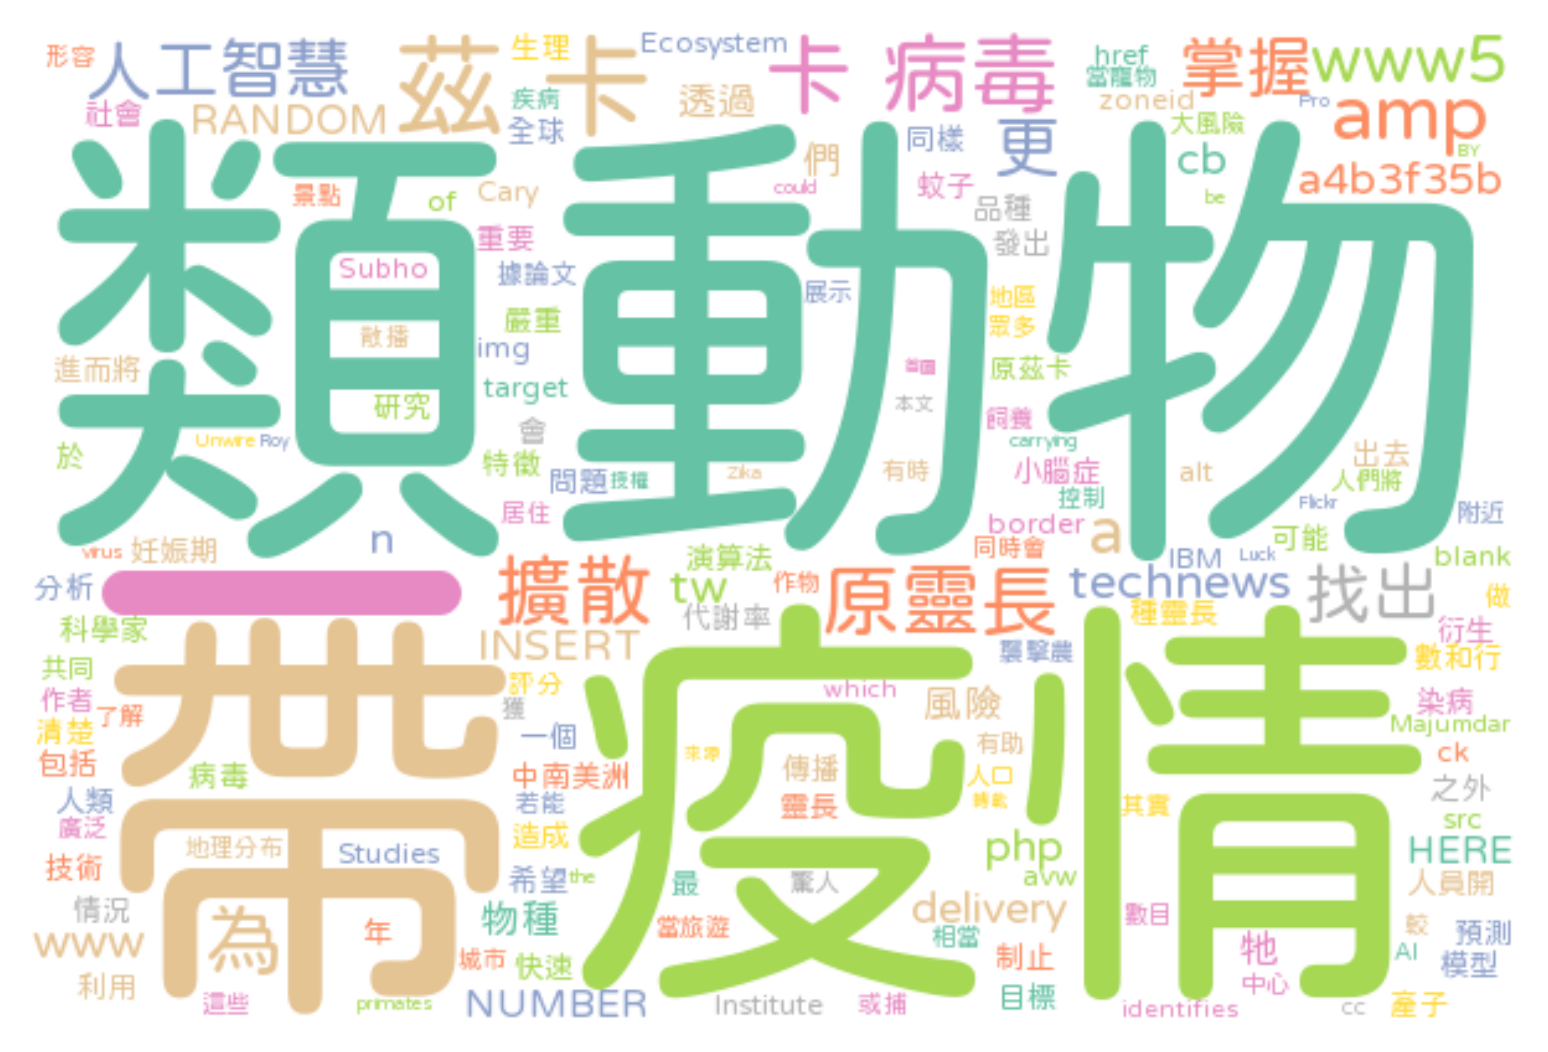 形容 人工智慧 茲卡 生理 Ecosystem 卡 病毒 href 掌握 www5
社會 RANDOM 疾病 透過 當寵物 zoneid Pro amp
全球 們 同樣 更 大風險 BY
類動物
景點 of Cary could 蚊子 cb a4b3f35b
品種 be
Subho 重要 發出
據論文 展示 地區
散播 嚴重 眾多
進而將 img 原茲卡
研究 target 本文 飼養
Unwire Roy 會 carrying
於 特徵 問題 授權 Zika 有時 小腦症 alt 出去
控制 人們將
居住 border a Flickr 附近
virus 妊娠期 n 演算法 同時會 IBM Luck 可能 blank
分析 一 擴散 tw 作物 原靈長 technews 找出 做
科學家 INSERT 代謝率 種靈長 衍生
帶 疫情
共同 襲擊農 數和行
作者 了解 評分 which 風險 染病
清楚 獲 一個 有助 Majumdar
包括 病毒 中南美洲 來源 傳播 人口 ck
人類 若能 靈長 轉載 其實 之外
廣泛 造成 src
技術 地理分布 Studies 希望 the 最 驚人 php avw HERE
人員開
情況 為 年 物種 當旅遊 delivery 數目 較 預測
www 城市 快速 相當 制止 牠 AI 模型
利用 這些 primates NUMBER Institute 或捕 目標 identifies 中心 cc 產子